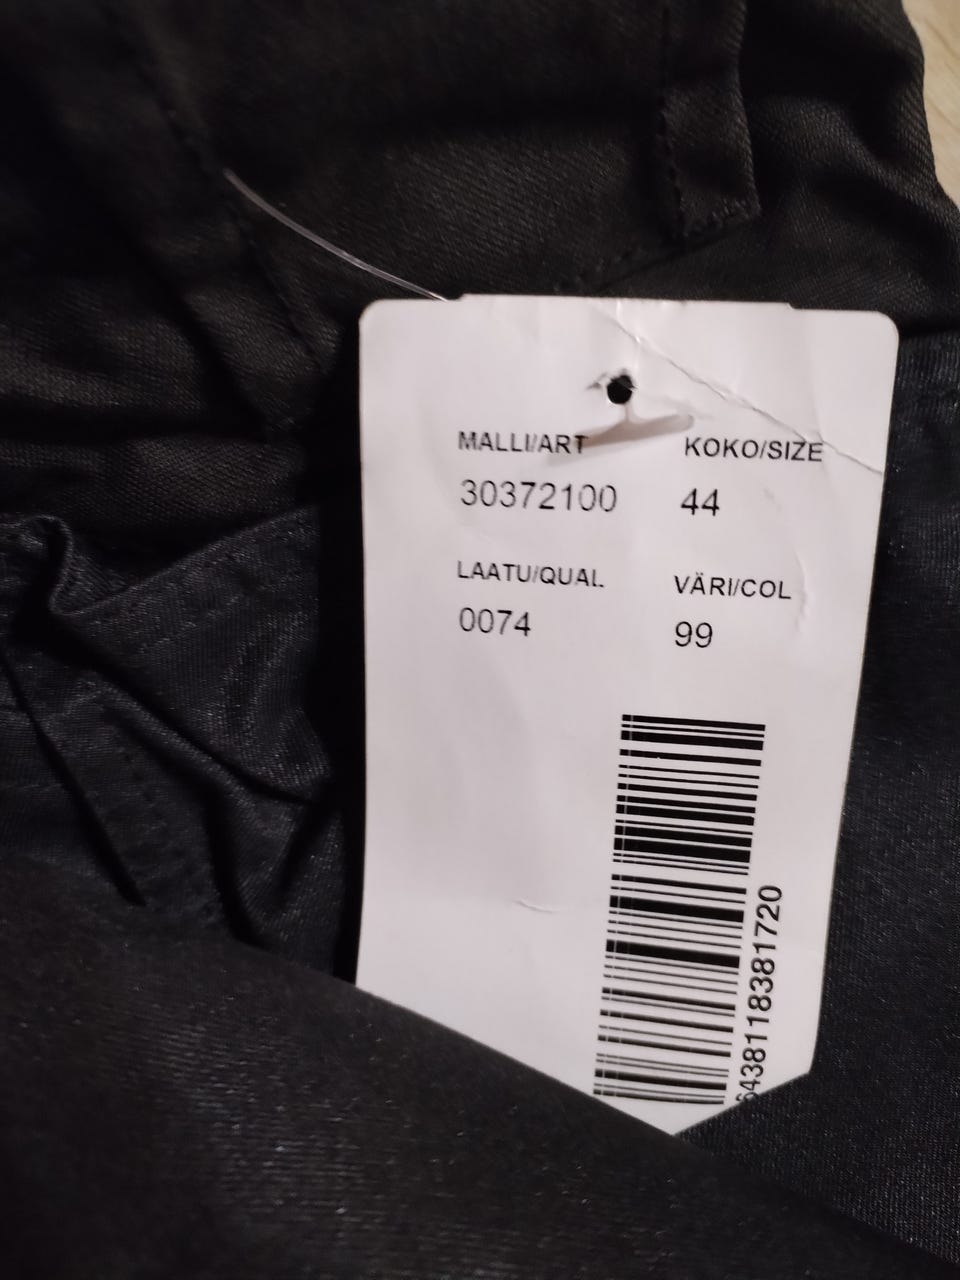 MALLI/ART KOKO/SIZE
30372100 44
LAATU/QUAL VÄRI/COL
0074 99
6438118381720